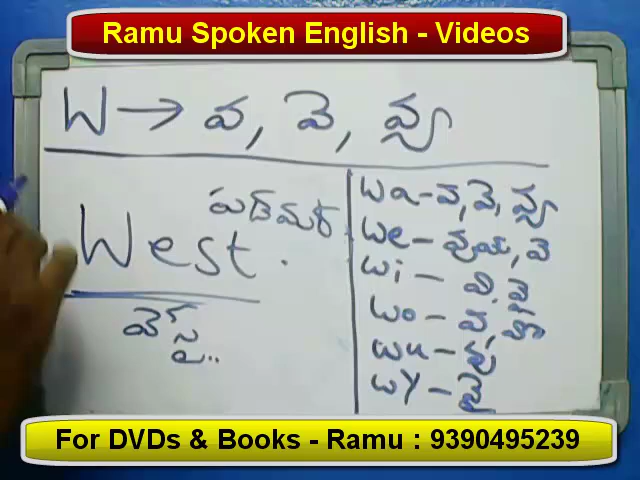 Ramu Spoken English - Videos
W → వ, వె, వ్యు
పడమర
West.
వెస్ట్..
Wa - వ, వె, వ్యు
We - వుయ్, వె
Wi - వి, వై
Wo -
Wu -
Wy - వై
For DVDs & Books - Ramu : 9390495239